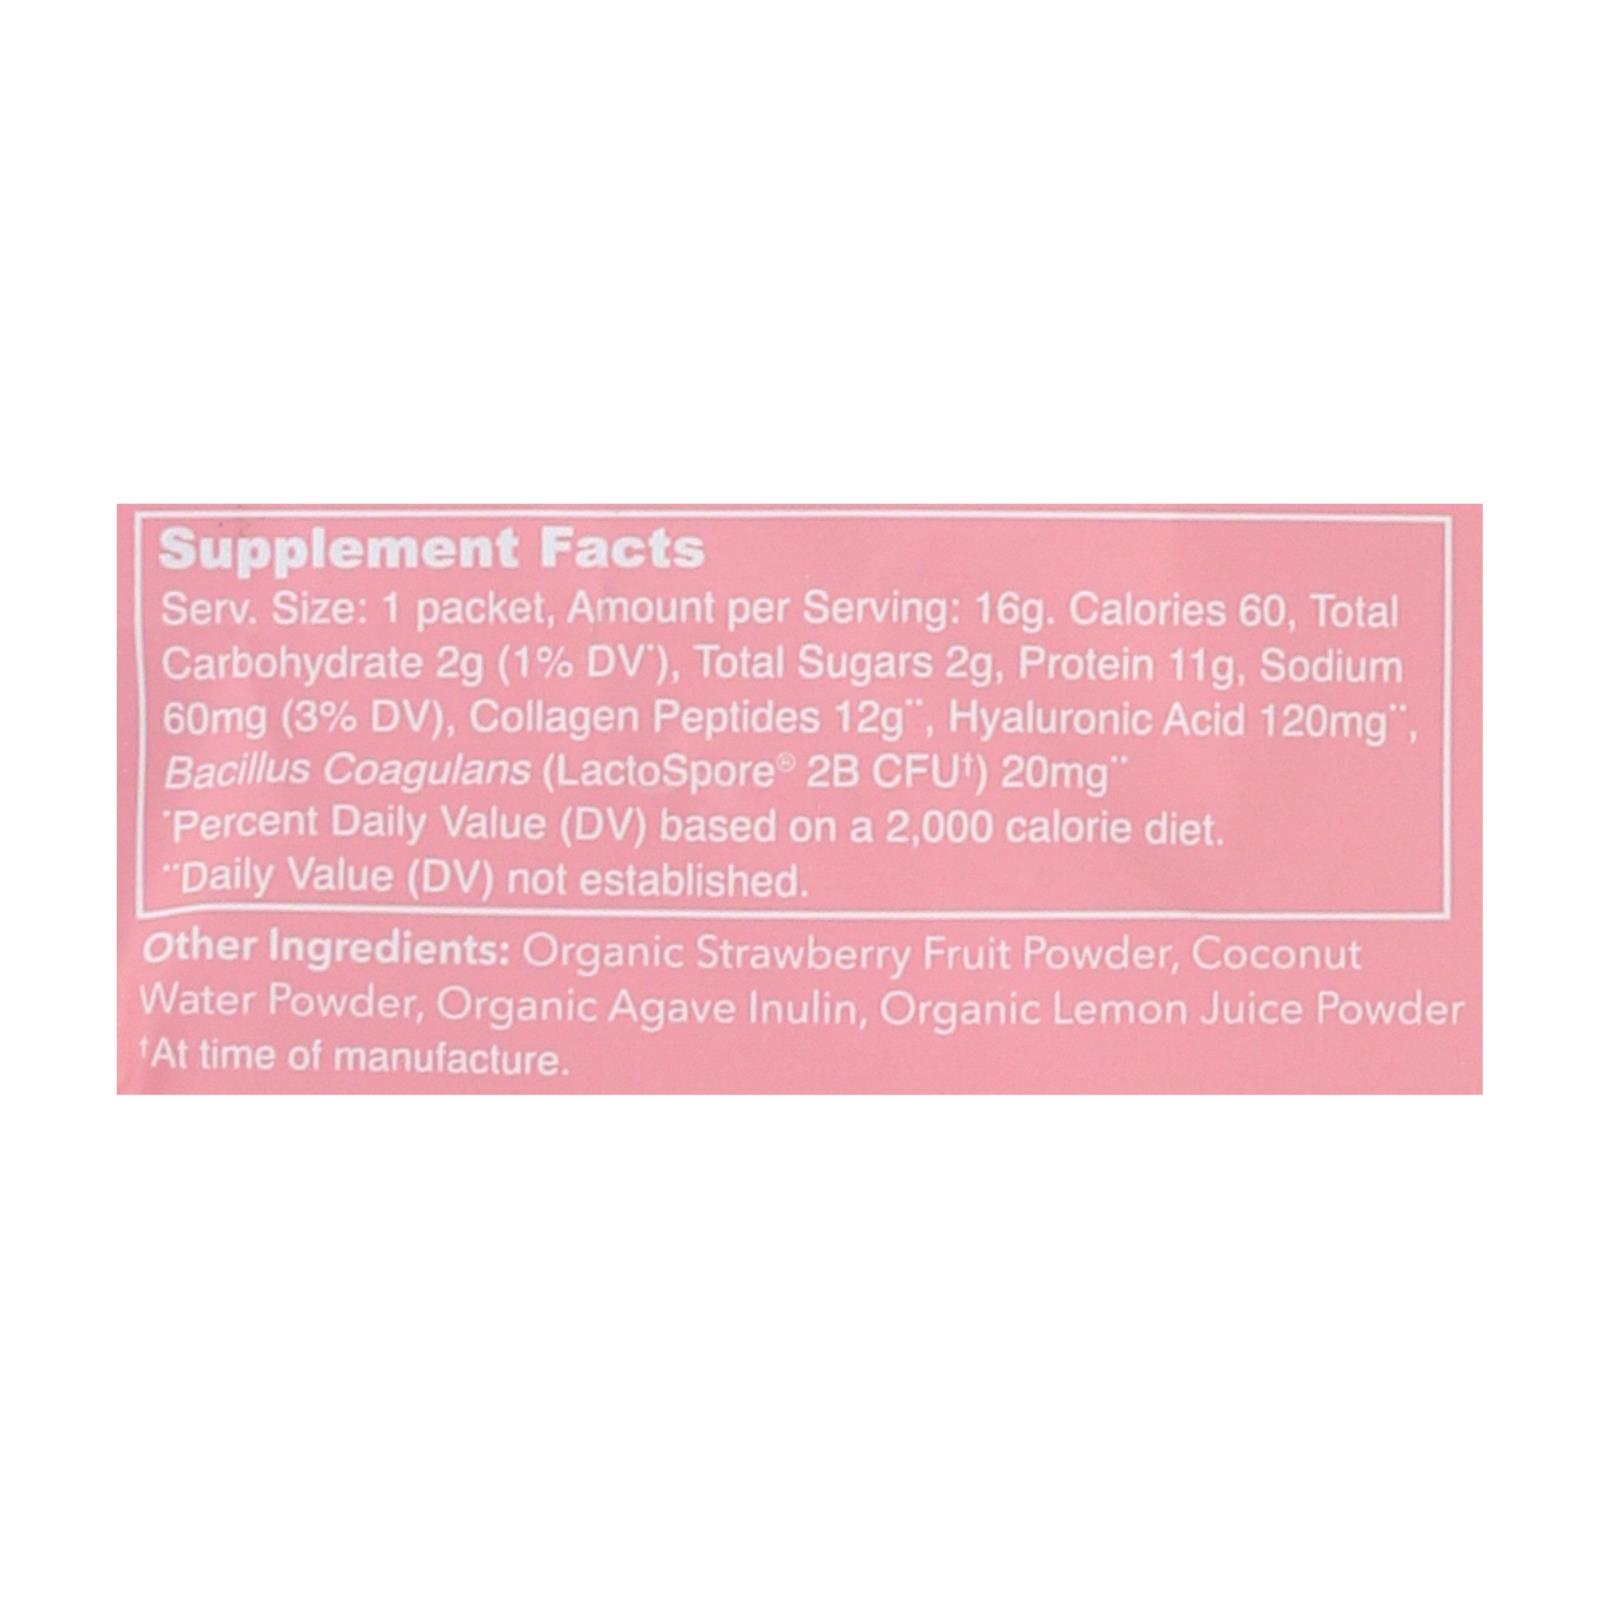 Supplement Facts
Serv. Size: 1 packet, Amount per Serving: 16g. Calories 60, Total
Carbohydrate 2g (1% DV*), Total Sugars 2g, Protein 11g, Sodium
60mg (3% DV), Collagen Peptides 12g**, Hyaluronic Acid 120mg**,
Bacillus Coagulans (LactoSpore® 2B CFU†) 20mg**
*Percent Daily Value (DV) based on a 2,000 calorie diet.
**Daily Value (DV) not established.
Other Ingredients: Organic Strawberry Fruit Powder, Coconut
Water Powder, Organic Agave Inulin, Organic Lemon Juice Powder
†At time of manufacture.